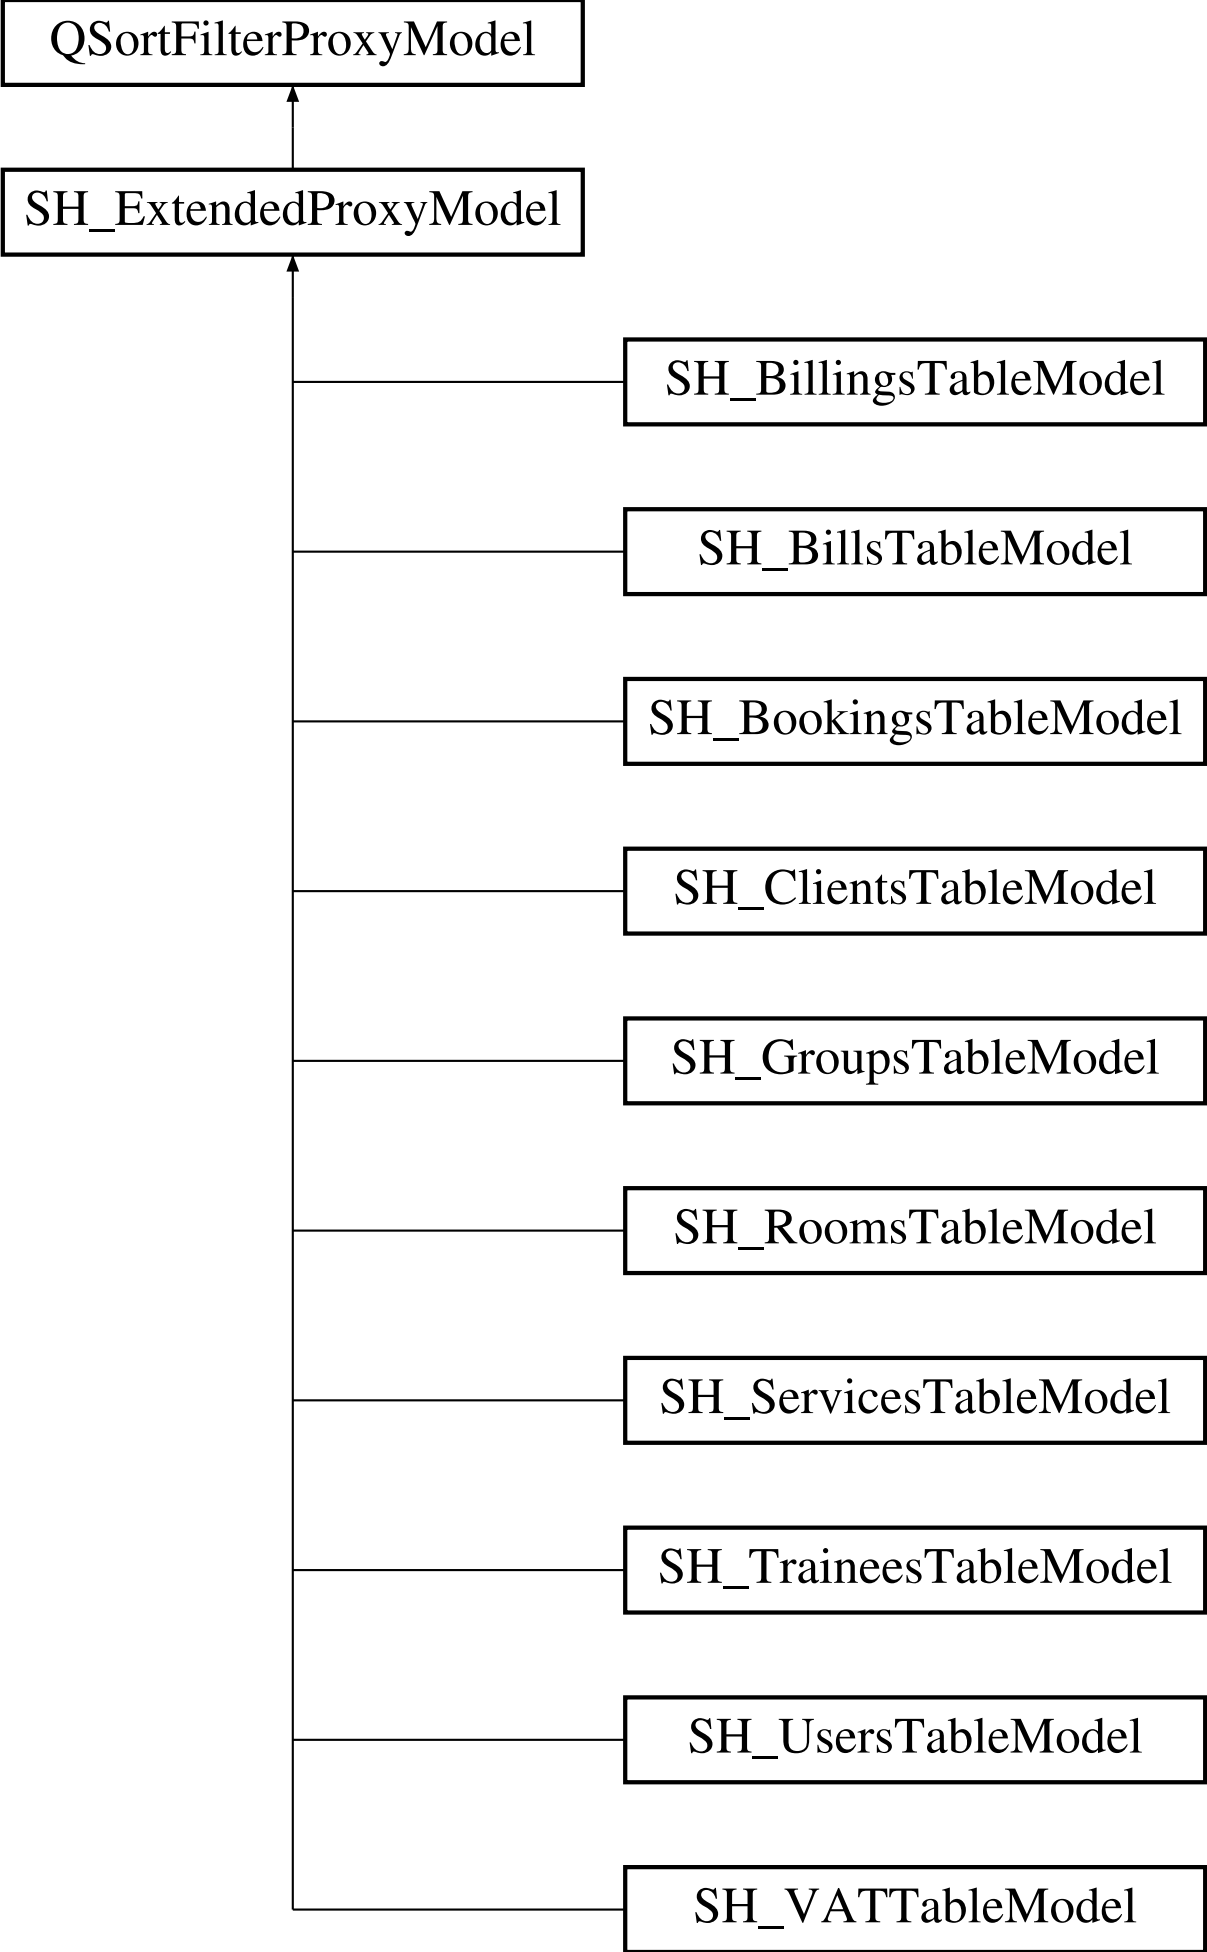 QSortFilterProxyModel
SH_ExtendedProxyModel
SH_BillingsTableModel
SH_BillsTableModel
SH_BookingsTableModel
SH_ClientsTableModel
SH_GroupsTableModel
SH_RoomsTableModel
SH_ServicesTableModel
SH_TraineesTableModel
SH_UsersTableModel
SH_VATTableModel